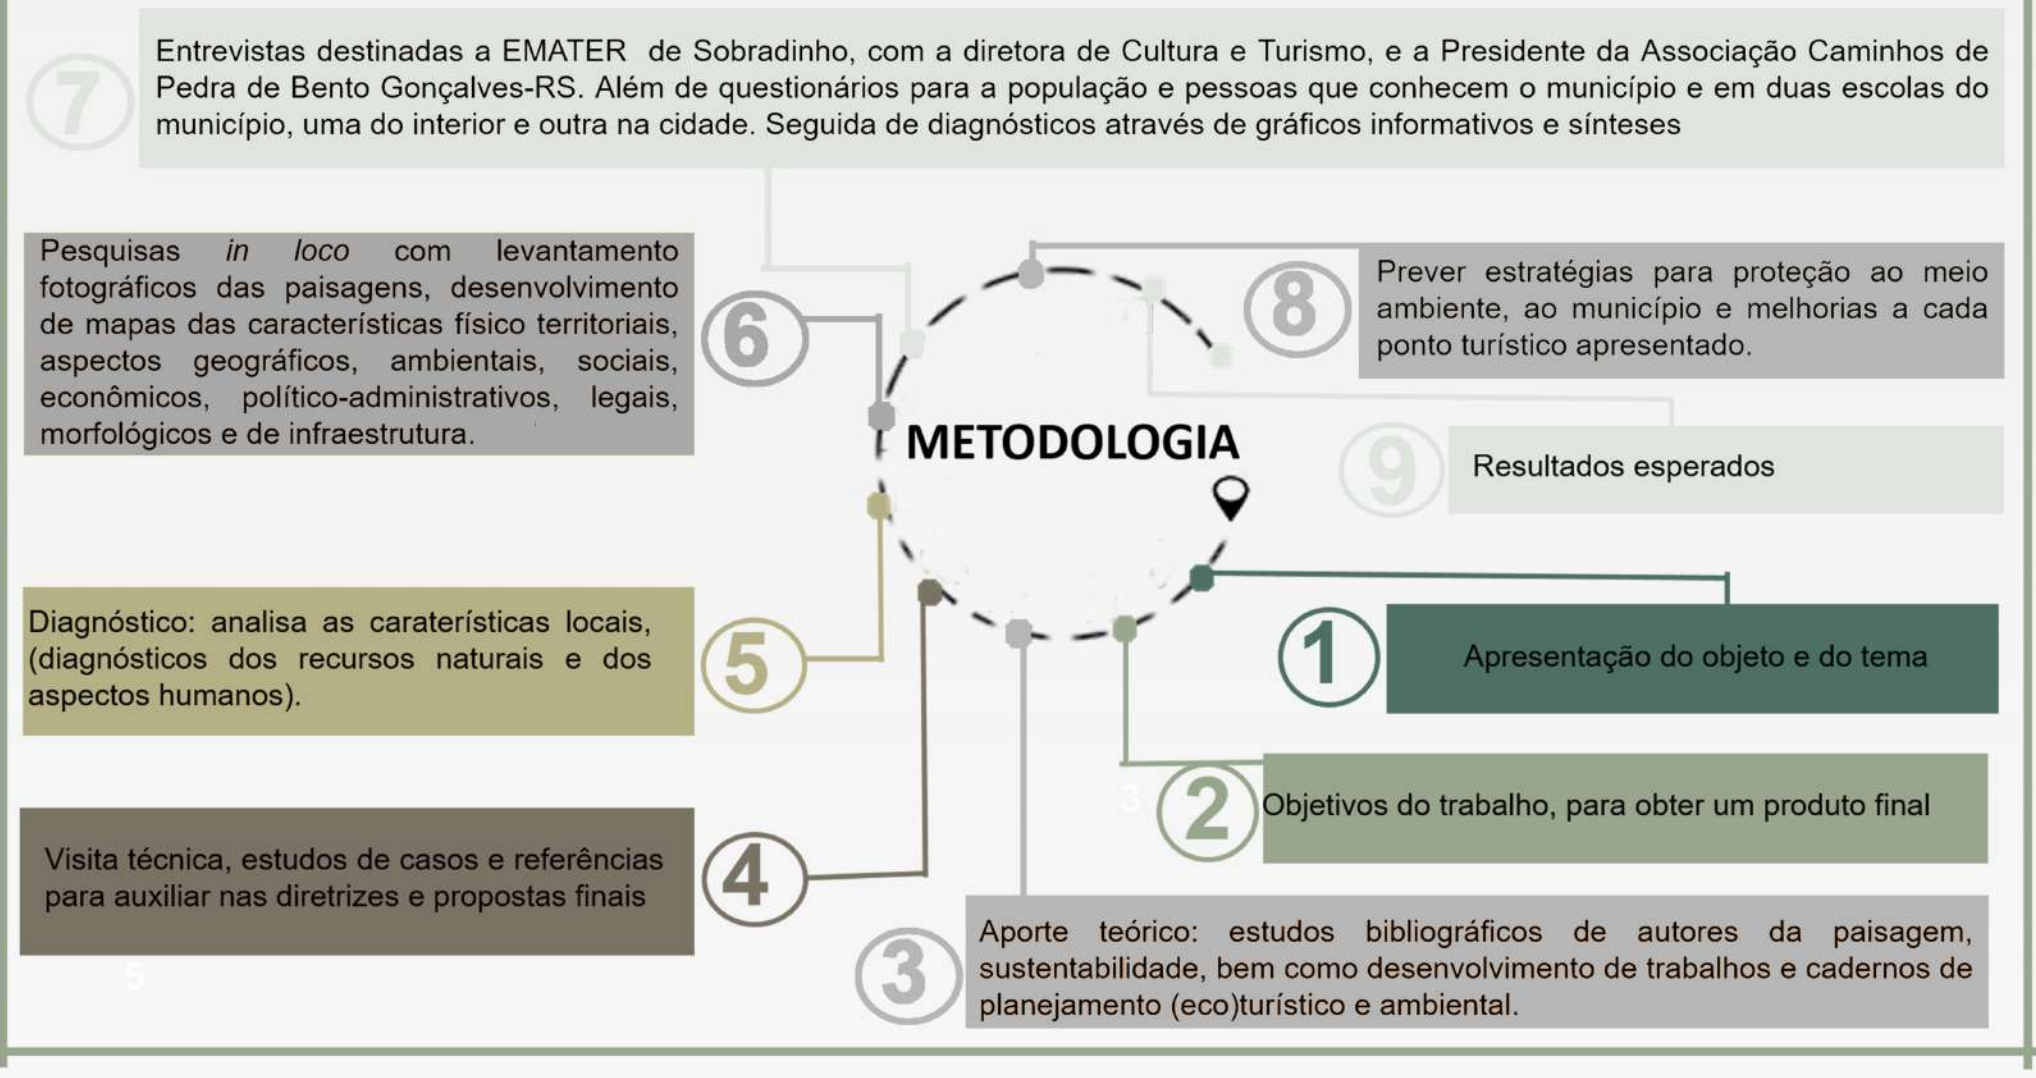 7
Entrevistas destinadas a EMATER de Sobradinho, com a diretora de Cultura e Turismo, e a Presidente da Associação Caminhos de
Pedra de Bento Gonçalves-RS. Além de questionários para a população e pessoas que conhecem o município e em duas escolas do
município, uma do interior e outra na cidade. Seguida de diagnósticos através de gráficos informativos e sínteses
Pesquisas in loco com levantamento
fotográficos das paisagens, desenvolvimento
de mapas das características físico territoriais,
aspectos geográficos, ambientais, sociais,
econômicos, político-administrativos, legais,
morfológicos e de infraestrutura.
6
8
Prever estratégias para proteção ao meio
ambiente, ao município e melhorias a cada
ponto turístico apresentado.
METODOLOGIA
9
Resultados esperados
Diagnóstico: analisa as caraterísticas locais,
(diagnósticos dos recursos naturais e dos
aspectos humanos).
5
1
Apresentação do objeto e do tema
3
2
Objetivos do trabalho, para obter um produto final
Visita técnica, estudos de casos e referências
para auxiliar nas diretrizes e propostas finais
4
5
3
Aporte teórico: estudos bibliográficos de autores da paisagem,
sustentabilidade, bem como desenvolvimento de trabalhos e cadernos de
planejamento (eco)turístico e ambiental.